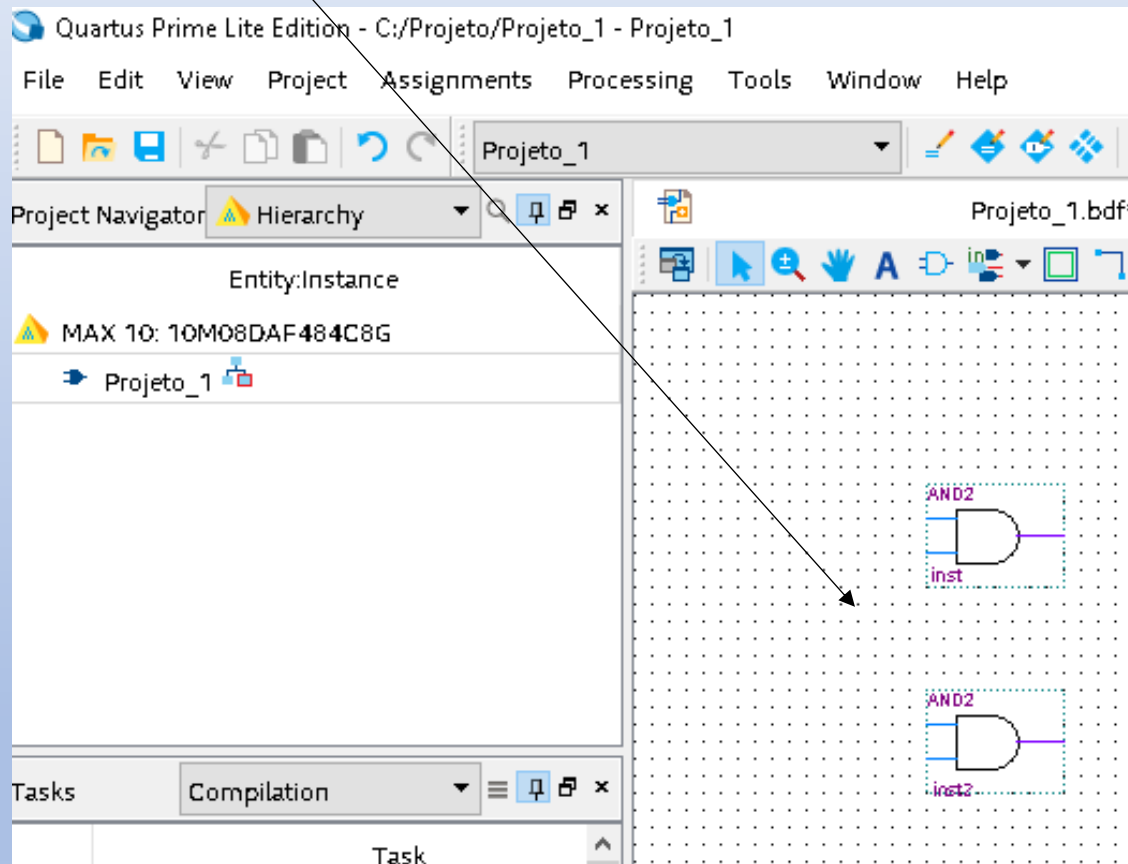 Quartus Prime Lite Edition - C:/Projeto/Projeto_1 - Projeto_1
File Edit View Project Assignments Processing Tools Window Help
Projeto_1
Project Navigator Hierarchy
Projeto_1.bdf*
A
Entity:Instance
MAX 10: 10M08DAF484C8G
Projeto_1
AND2
inst
AND2
inst2
Tasks Compilation
Task